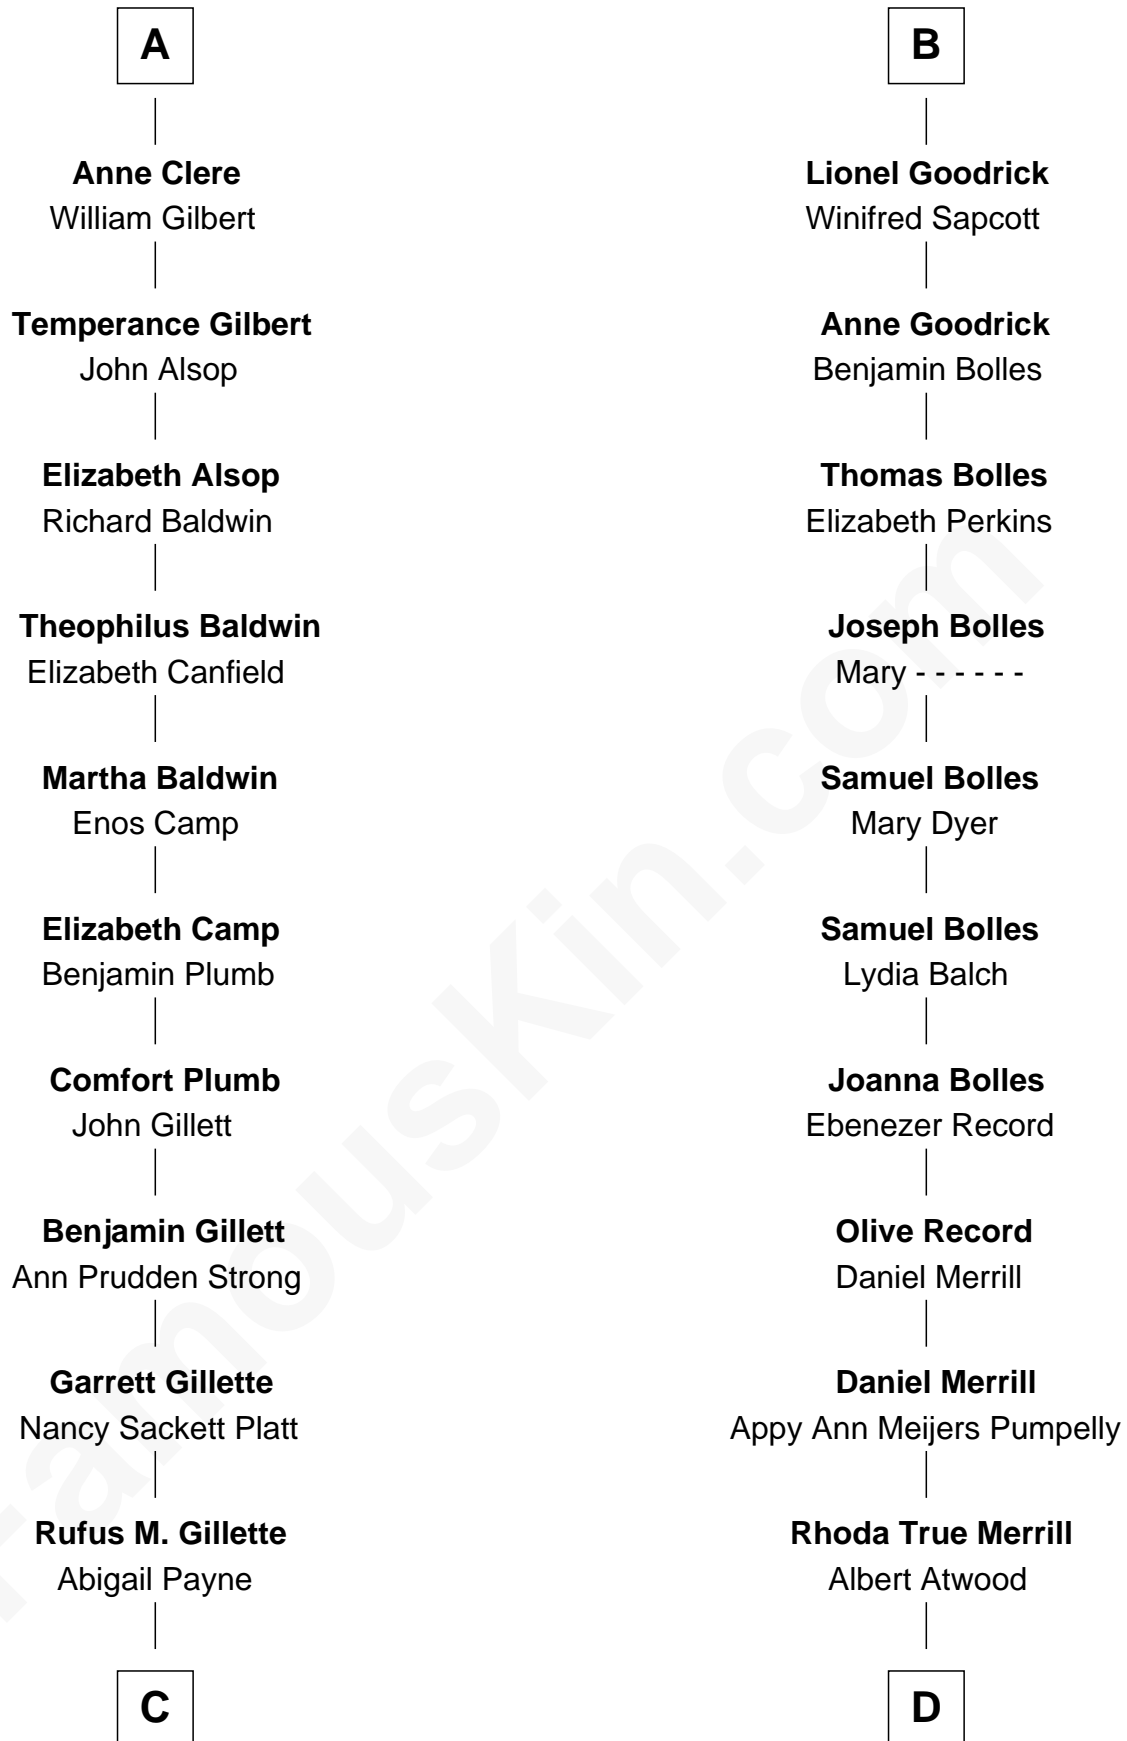 A
Anne Clere
William Gilbert
Temperance Gilbert
John Alsop
Elizabeth Alsop
Richard Baldwin
Theophilus Baldwin
Elizabeth Canfield
Martha Baldwin
Enos Camp
Elizabeth Camp
Benjamin Plumb
Comfort Plumb
John Gillett
Benjamin Gillett
Ann Prudden Strong
Garrett Gillette
Nancy Sackett Platt
Rufus M. Gillette
Abigail Payne
C
B
Lionel Goodrick
Winifred Sapcott
Anne Goodrick
Benjamin Bolles
Thomas Bolles
Elizabeth Perkins
Joseph Bolles
Mary - - - - - -
Samuel Bolles
Mary Dyer
Samuel Bolles
Lydia Balch
Joanna Bolles
Ebenezer Record
Olive Record
Daniel Merrill
Daniel Merrill
Appy Ann Meijers Pumpelly
Rhoda True Merrill
Albert Atwood
D
FamousKin.com